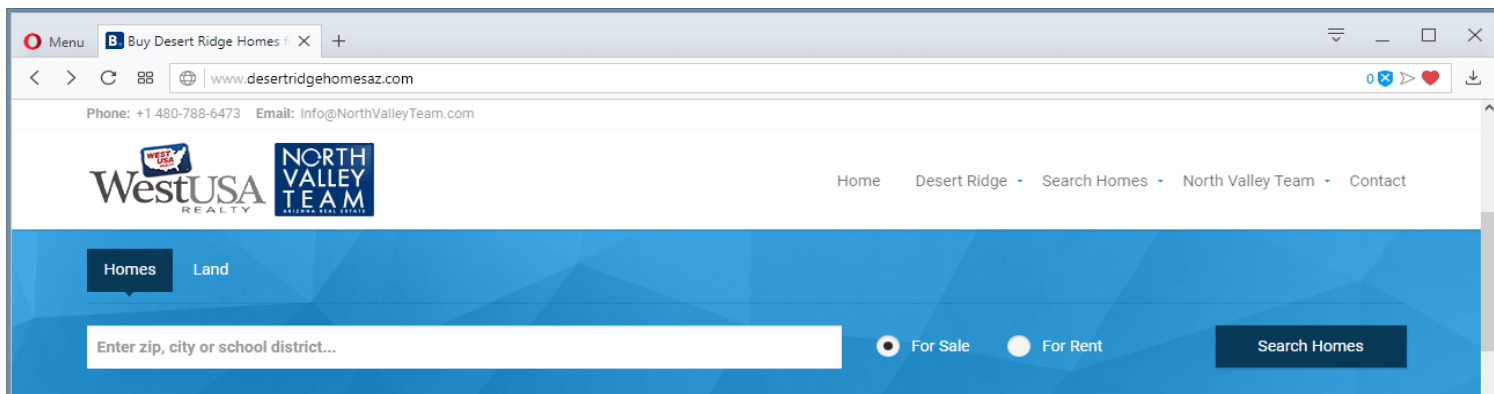 Menu B. Buy Desert Ridge Homes f
www.desertridgehomesaz.com 0
Phone: +1 480-788-6473 Email: Info@NorthValleyTeam.com
WEST USA REALTY
WestUSA REALTY
NORTH VALLEY TEAM
ARIZONA REAL ESTATE
Home Desert Ridge Search Homes North Valley Team Contact
Homes Land
Enter zip, city or school district... For Sale For Rent Search Homes